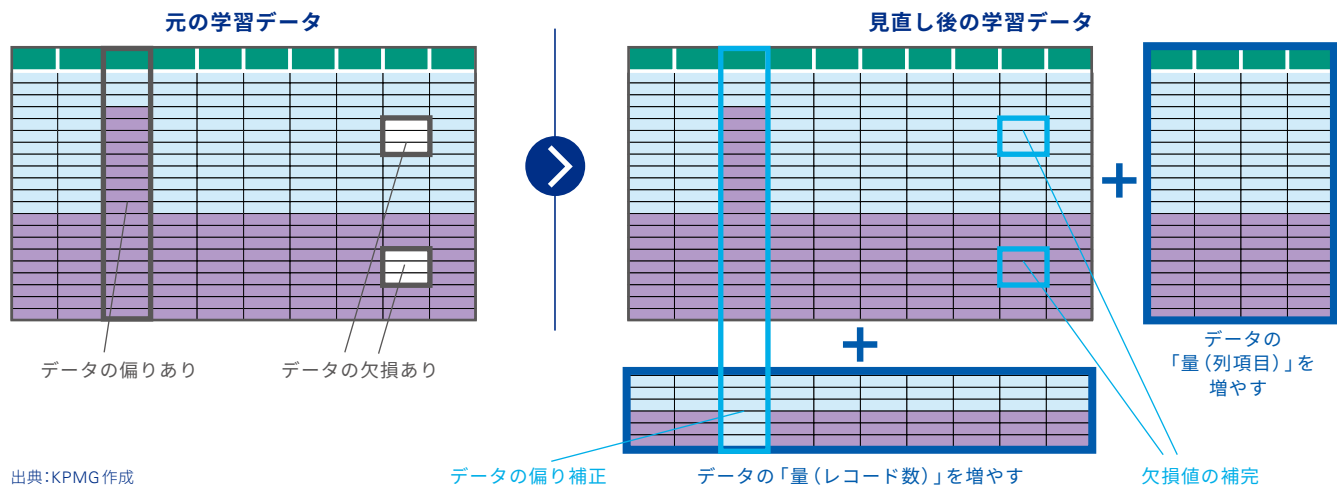 元の学習データ
見直し後の学習データ
データの偏りあり
データの欠損あり
データの
「量(列項目)」を
増やす
データの偏り補正
データの「量(レコード数)」を増やす
欠損値の補完
出典:KPMG作成